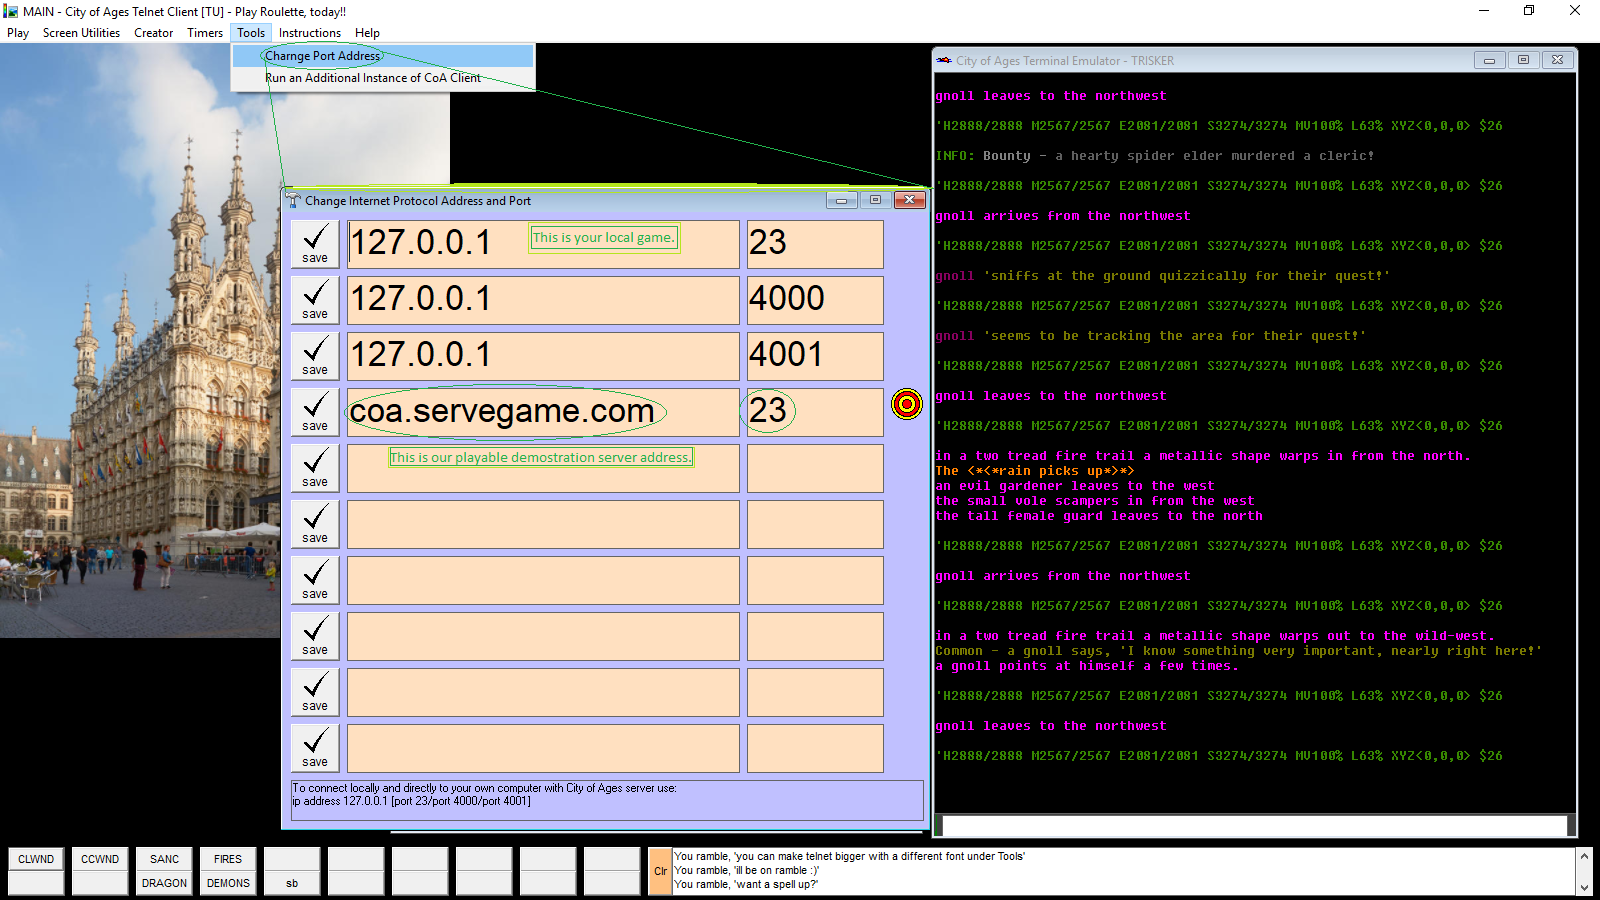 MAIN - City of Ages Telnet Client [TU] - Play Roulette, today!!
Play Screen Utilities Creator Timers Tools Instructions Help
Charnge Port Address
Run an Additional Instance of CoA Client
Change Internet Protocol Address and Port
save 127.0.0.1 This is your local game. 23
save 127.0.0.1 4000
save 127.0.0.1 4001
save coa.servegame.com 23
This is our playable demostration server address.
save
save
save
save
save
save
To connect locally and directly to your own computer with City of Ages server use:
ip address 127.0.0.1 [port 23/port 4000/port 4001]
City of Ages Terminal Emulator - TRISKER
gnoll leaves to the northwest
'H2888/2888 M2567/2567 E2081/2081 S3274/3274 MV100% L63% XYZ<0,0,0> $26
INFO: Bounty - a hearty spider elder murdered a cleric!
'H2888/2888 M2567/2567 E2081/2081 S3274/3274 MV100% L63% XYZ<0,0,0> $26
gnoll arrives from the northwest
'H2888/2888 M2567/2567 E2081/2081 S3274/3274 MV100% L63% XYZ<0,0,0> $26
gnoll 'sniffs at the ground quizzically for their quest!'
'H2888/2888 M2567/2567 E2081/2081 S3274/3274 MV100% L63% XYZ<0,0,0> $26
gnoll 'seems to be tracking the area for their quest!'
'H2888/2888 M2567/2567 E2081/2081 S3274/3274 MV100% L63% XYZ<0,0,0> $26
gnoll leaves to the northwest
'H2888/2888 M2567/2567 E2081/2081 S3274/3274 MV100% L63% XYZ<0,0,0> $26
in a two tread fire trail a metallic shape warps in from the north.
The <*<*rain picks up*>*>
an evil gardener leaves to the west
the small vole scampers in from the west
the tall female guard leaves to the north
'H2888/2888 M2567/2567 E2081/2081 S3274/3274 MV100% L63% XYZ<0,0,0> $26
gnoll arrives from the northwest
'H2888/2888 M2567/2567 E2081/2081 S3274/3274 MV100% L63% XYZ<0,0,0> $26
in a two tread fire trail a metallic shape warps out to the wild-west.
Common - a gnoll says, 'I know something very important, nearly right here!'
a gnoll points at himself a few times.
'H2888/2888 M2567/2567 E2081/2081 S3274/3274 MV100% L63% XYZ<0,0,0> $26
gnoll leaves to the northwest
'H2888/2888 M2567/2567 E2081/2081 S3274/3274 MV100% L63% XYZ<0,0,0> $26
CLWND CCWND SANC FIRES
DRAGON DEMONS sb
Clr
You ramble, 'you can make telnet bigger with a different font under Tools'
You ramble, 'ill be on ramble :)'
You ramble, 'want a spell up?'